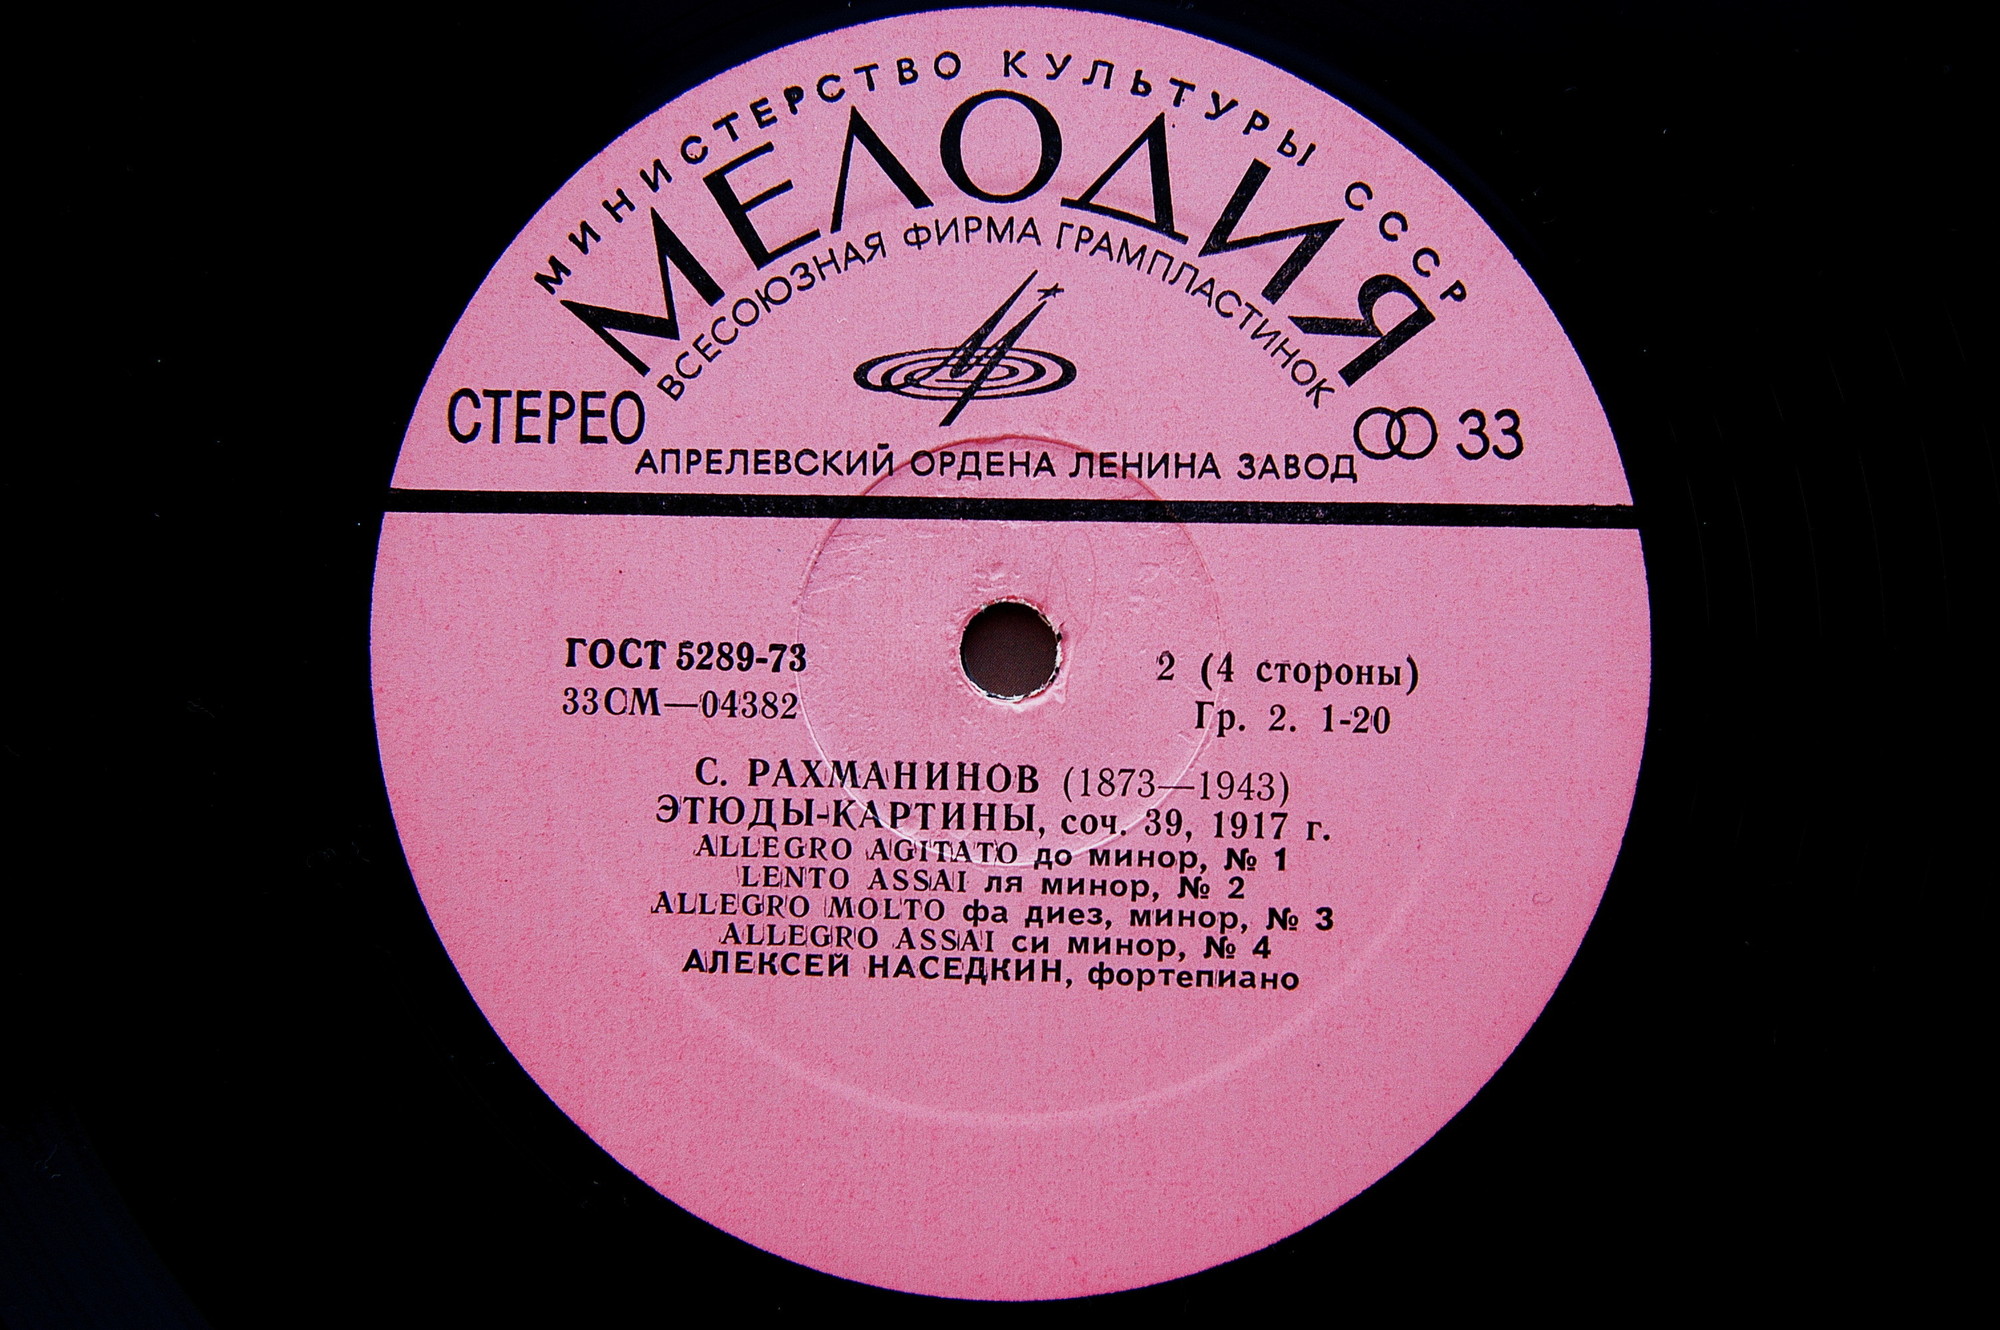 МИНИСТЕРСТВО КУЛЬТУРЫ СССР
МЕЛОДИЯ
ВСЕСОЮЗНАЯ ФИРМА ГРАМПЛАСТИНОК
СТЕРЕО
33
АПРЕЛЕВСКИЙ ОРДЕНА ЛЕНИНА ЗАВОД
ГОСТ 5289-73
2 (4 стороны)
33СМ—04382
Гр. 2. 1-20
С. РАХМАНИНОВ (1873—1943)
ЭТЮДЫ-КАРТИНЫ, соч. 39, 1917 г.
ALLEGRO AGITATO до минор, № 1
LENTO ASSAI ля минор, № 2
ALLEGRO MOLTO фа диез, минор, № 3
ALLEGRO ASSAI си минор, № 4
АЛЕКСЕЙ НАСЕДКИН, фортепиано